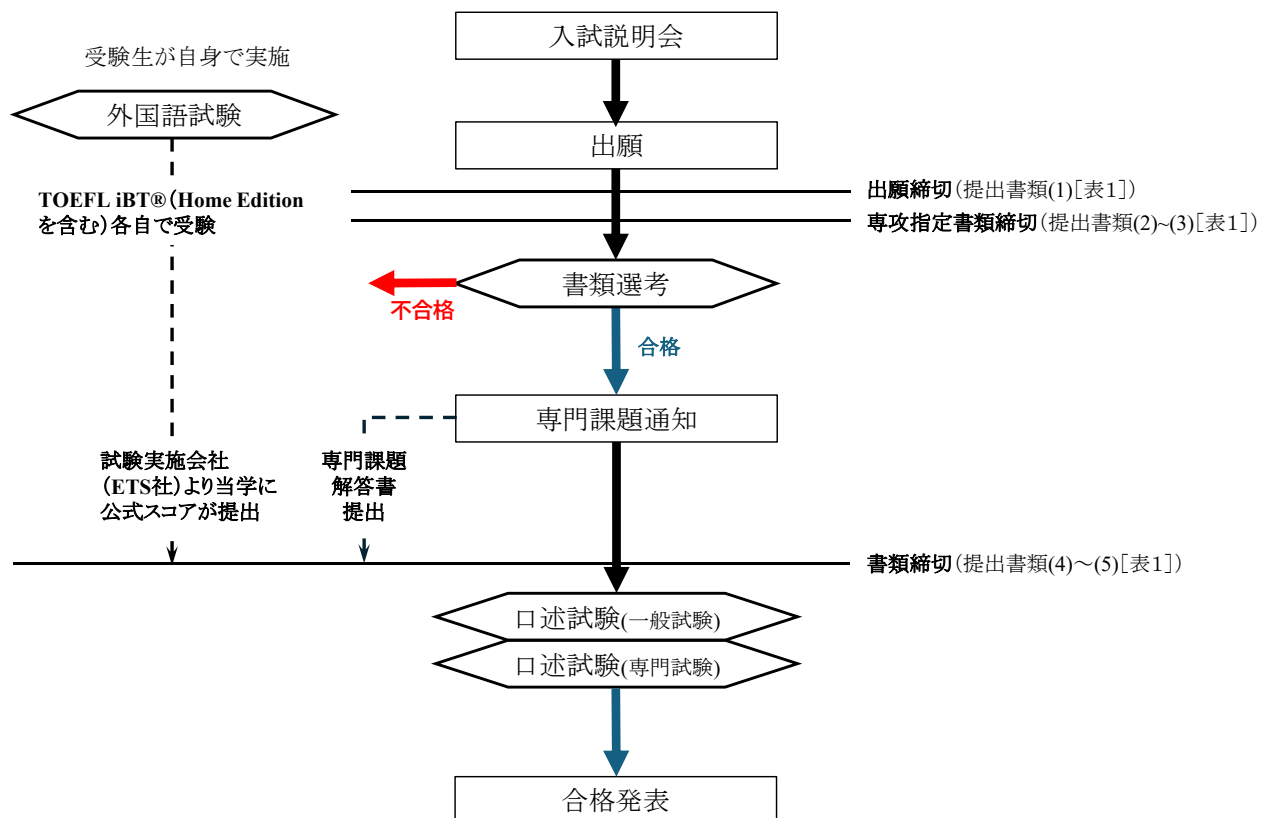 入試説明会
受験生が自身で実施
外国語試験
出願
TOEFL iBT®（Home Edition
を含む）各自で受験
出願締切（提出書類(1)［表１］）
専攻指定書類締切（提出書類(2)~(3)［表１］）
書類選考
不合格
合格
専門課題通知
試験実施会社
（ETS社）より当学に
公式スコアが提出
専門課題
解答書
提出
書類締切（提出書類(4)～(5)［表１］）
口述試験(一般試験)
口述試験(専門試験)
合格発表